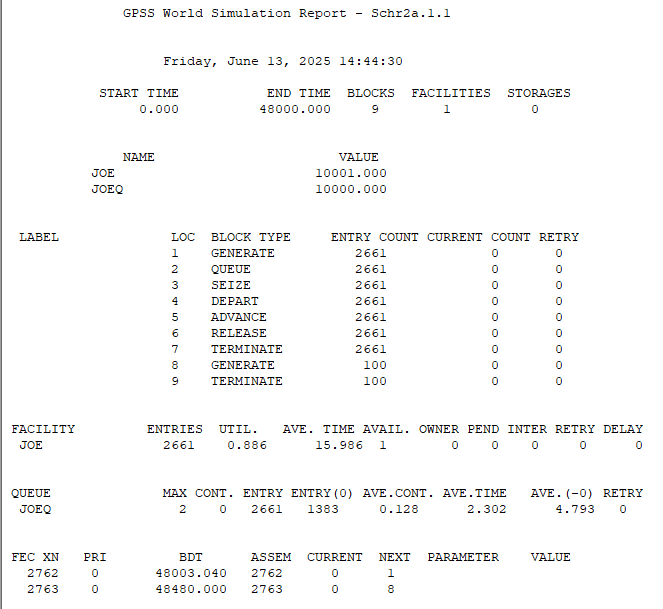 GPSS World Simulation Report - Schr2a.1.1
Friday, June 13, 2025 14:44:30
START TIME END TIME BLOCKS FACILITIES STORAGES
0.000 48000.000 9 1 0
NAME VALUE
JOE 10001.000
JOEQ 10000.000
LABEL LOC BLOCK TYPE ENTRY COUNT CURRENT COUNT RETRY
1 GENERATE 2661 0 0
2 QUEUE 2661 0 0
3 SEIZE 2661 0 0
4 DEPART 2661 0 0
5 ADVANCE 2661 0 0
6 RELEASE 2661 0 0
7 TERMINATE 2661 0 0
8 GENERATE 100 0 0
9 TERMINATE 100 0 0
FACILITY ENTRIES UTIL. AVE. TIME AVAIL. OWNER PEND INTER RETRY DELAY
JOE 2661 0.886 15.986 1 0 0 0 0 0
QUEUE MAX CONT. ENTRY ENTRY(0) AVE.CONT. AVE.TIME AVE.(-0) RETRY
JOEQ 2 0 2661 1383 0.128 2.302 4.793 0
FEC XN PRI BDT ASSEM CURRENT NEXT PARAMETER VALUE
2762 0 48003.040 2762 0 1
2763 0 48480.000 2763 0 8